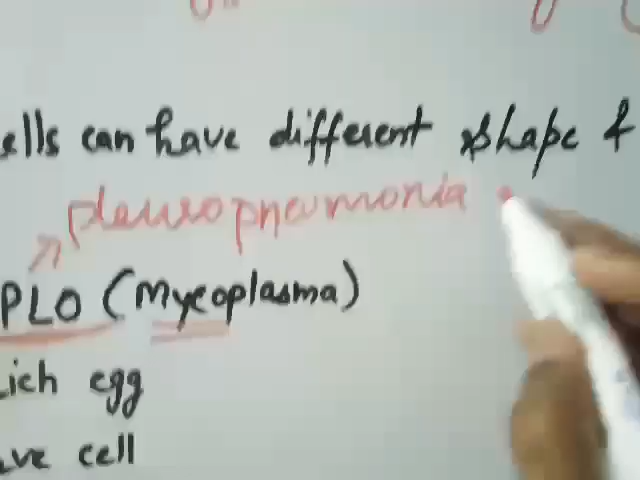 ells can have different shape &
pleuropneumonia
PLO (Mycoplasma)
ich egg
ve cell